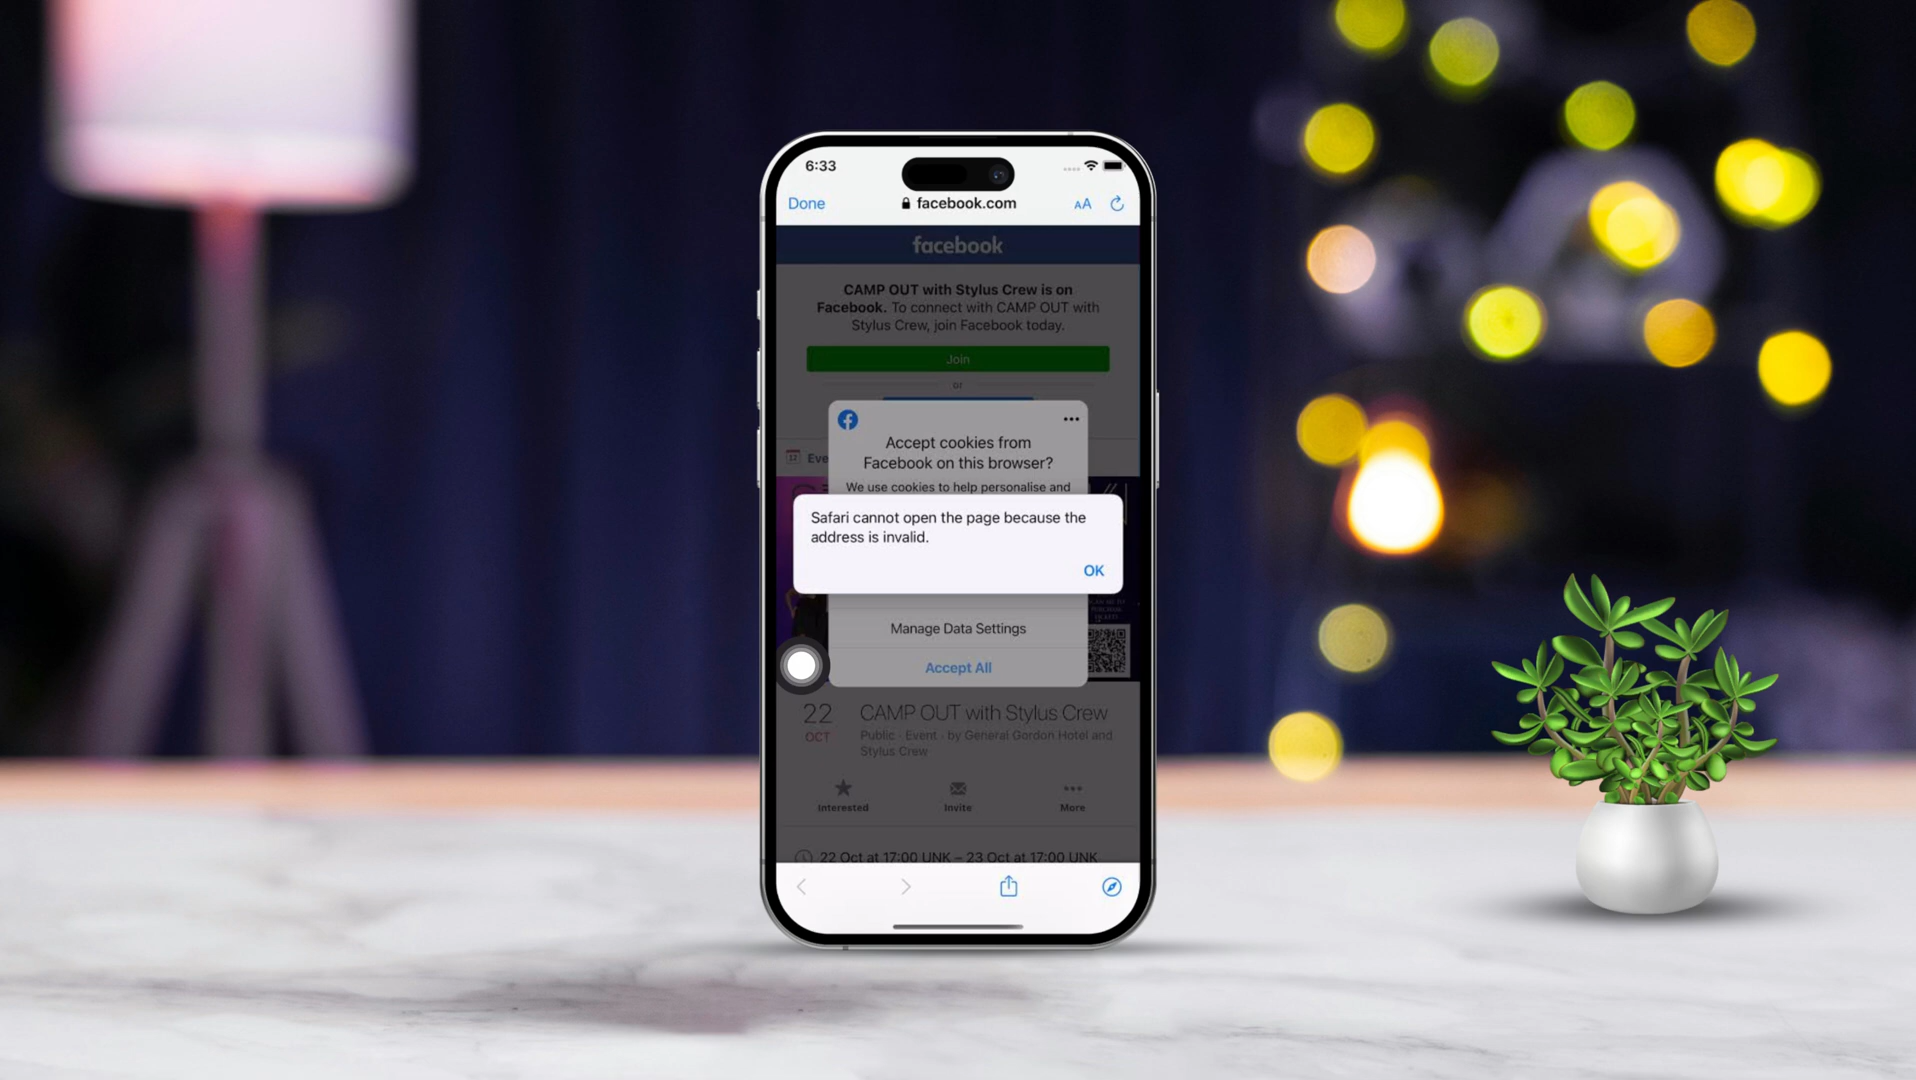 6:33
Done
facebook.com
AA
facebook
CAMP OUT with Stylus Crew is on
Facebook. To connect with CAMP OUT with
Stylus Crew, join Facebook today.
Join
or
Accept cookies from
Facebook on this browser?
12
Eve
We use cookies to help personalise and
Safari cannot open the page because the
address is invalid.
OK
Manage Data Settings
Accept All
22
OCT
CAMP OUT with Stylus Crew
Public · Event · by General Gordon Hotel and
Stylus Crew
Interested
Invite
More
22 Oct at 17:00 UNK – 23 Oct at 17:00 UNK